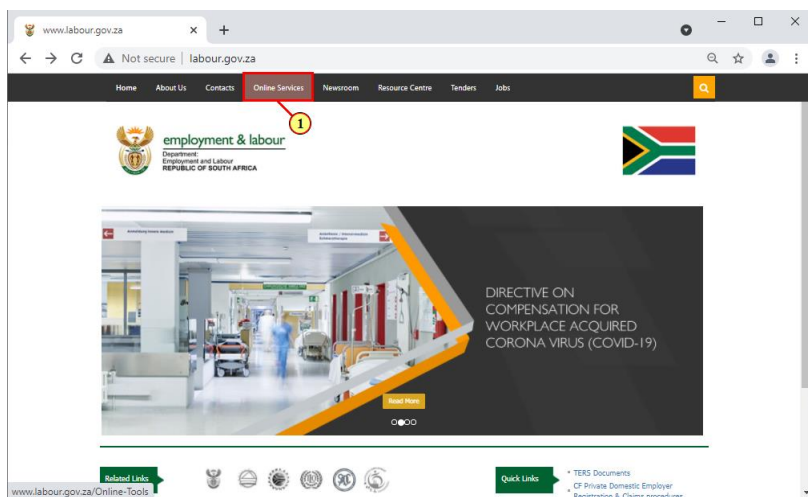 www.labour.gov.za
Not secure | labour.gov.za
Home About Us Contacts Online Services Newsroom Resource Centre Tenders Jobs
1
employment & labour
Department:
Employment and Labour
REPUBLIC OF SOUTH AFRICA
DIRECTIVE ON
COMPENSATION FOR
WORKPLACE ACQUIRED
CORONA VIRUS (COVID-19)
Read More
Related Links
Quick Links
TERS Documents
CF Private Domestic Employer
Registration & Claims procedures
www.labour.gov.za/Online-Tools